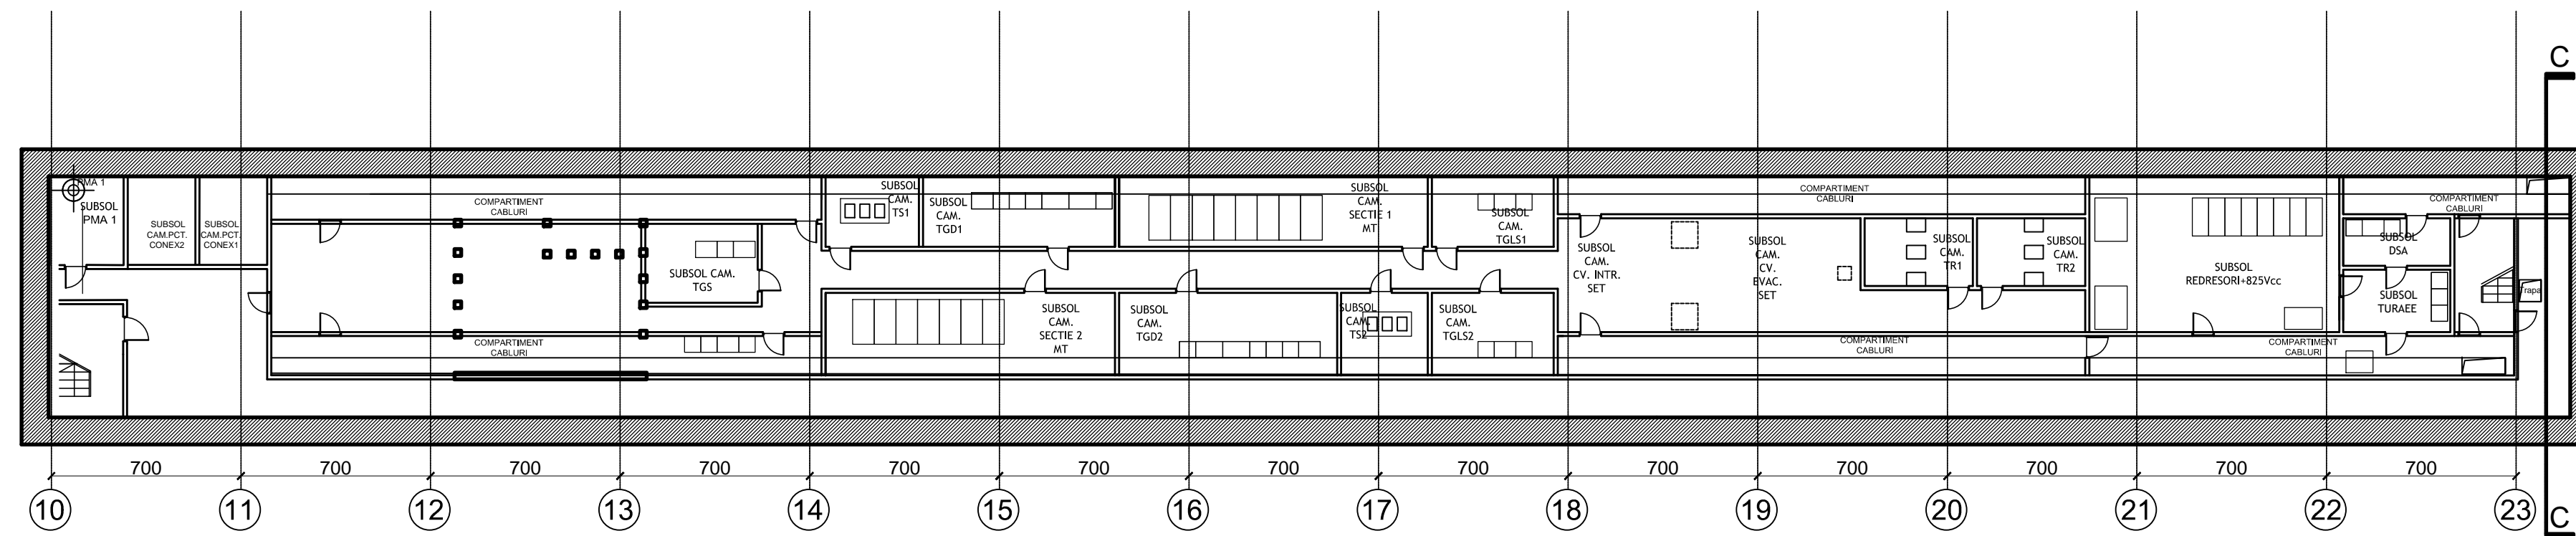 C
PMA 1
SUBSOL
PMA 1
SUBSOL
CAM.PCT.
CONEX2
SUBSOL
CAM.PCT.
CONEX1
COMPARTIMENT
CABLURI
SUBSOL
CAM.
TS1
SUBSOL
CAM.
TGD1
SUBSOL
CAM.
SECTIE 1
MT
SUBSOL
CAM.
TGLS1
COMPARTIMENT
CABLURI
COMPARTIMENT
CABLURI
SUBSOL CAM.
TGS
SUBSOL
CAM.
CV. INTR.
SET
SUBSOL
CAM.
CV.
EVAC.
SET
SUBSOL
CAM.
TR1
SUBSOL
CAM.
TR2
SUBSOL
REDRESORI+825Vcc
SUBSOL
DSA
SUBSOL
TURAEE
Trapa
COMPARTIMENT
CABLURI
SUBSOL
CAM.
SECTIE 2
MT
SUBSOL
CAM.
TGD2
SUBSOL
CAM.
TS2
SUBSOL
CAM.
TGLS2
COMPARTIMENT
CABLURI
COMPARTIMENT
CABLURI
700 700 700 700 700 700 700 700 700 700 700 700 700
10 11 12 13 14 15 16 17 18 19 20 21 22 23
C